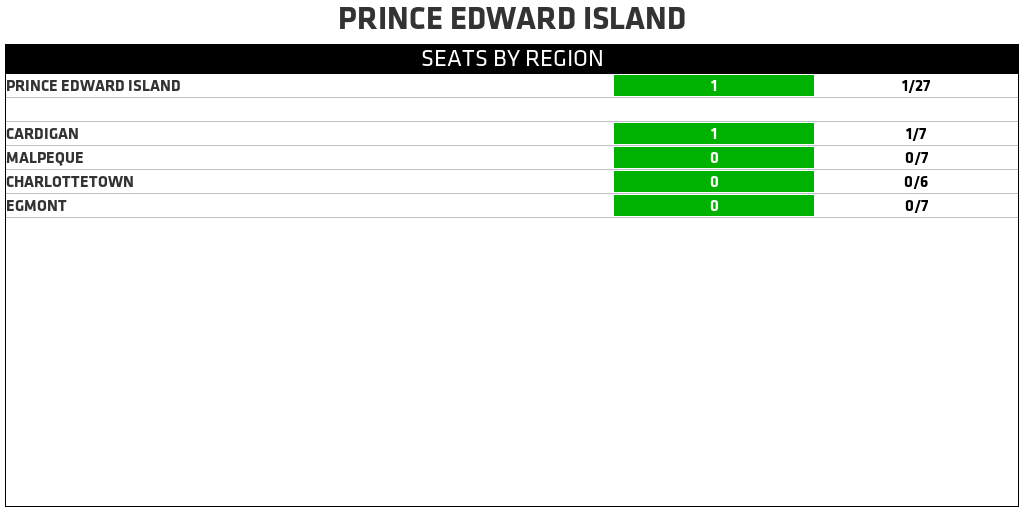 PRINCE EDWARD ISLAND
SEATS BY REGION
PRINCE EDWARD ISLAND 1 1/27
CARDIGAN 1 1/7
MALPEQUE 0 0/7
CHARLOTTETOWN 0 0/6
EGMONT 0 0/7